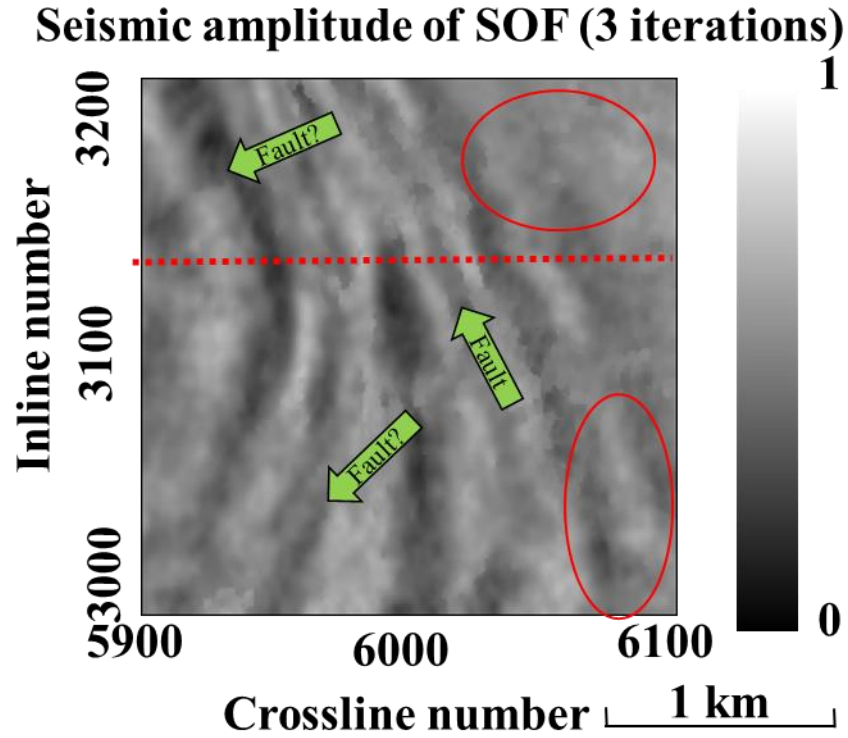 Seismic amplitude of SOF (3 iterations)
1
3200
Fault?
Inline number
3100
Fault
Fault?
3000
0
5900
6000
6100
Crossline number
1 km